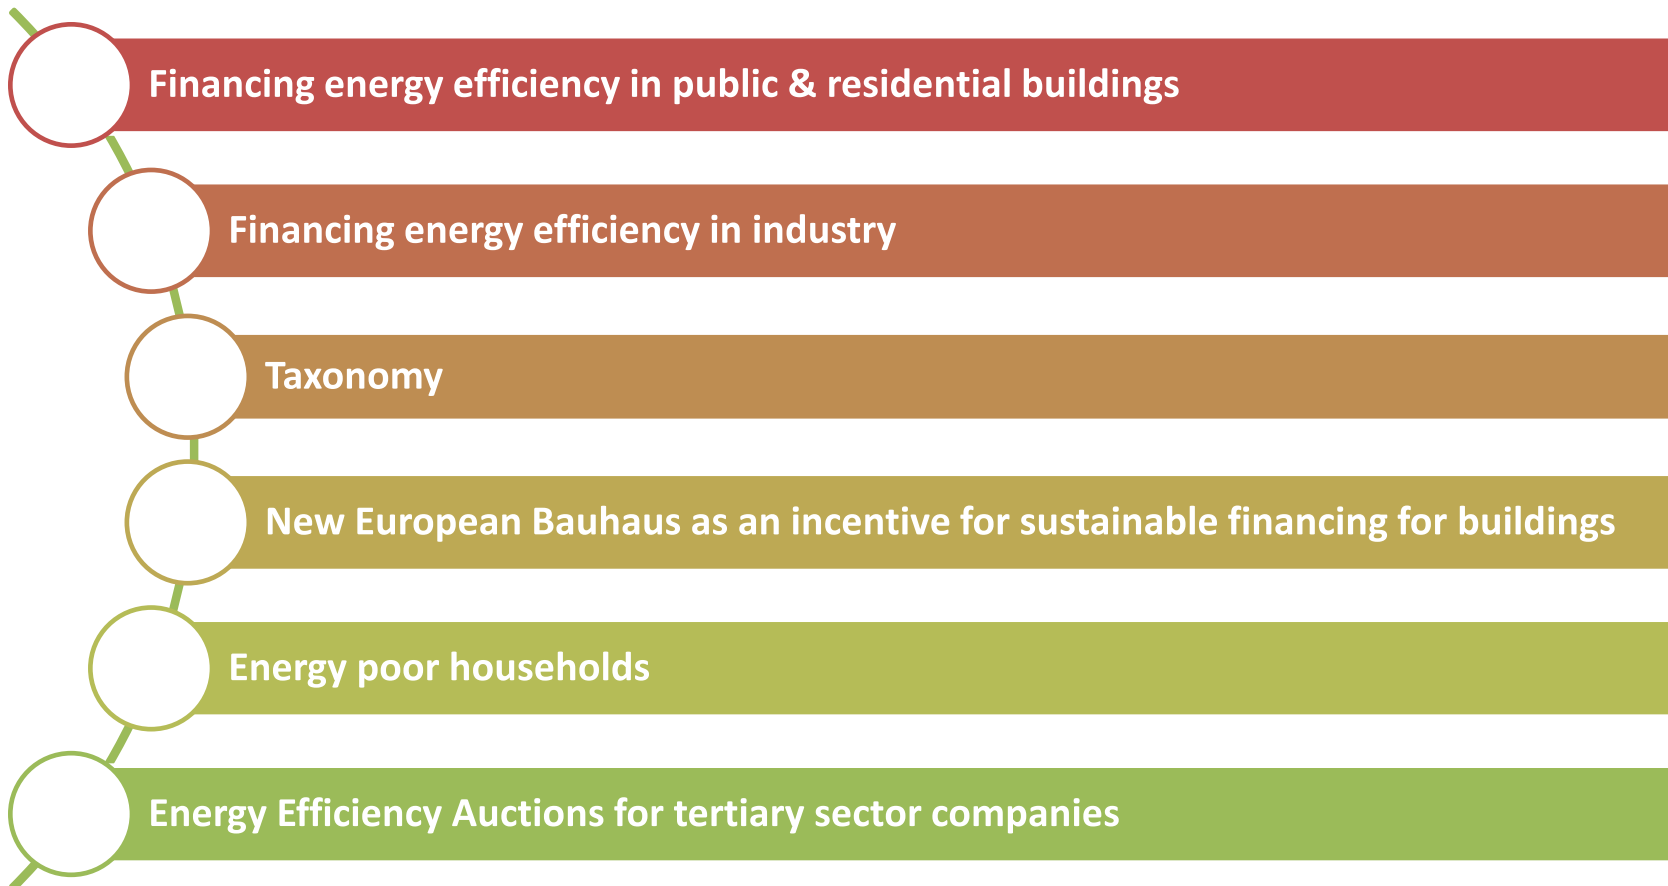 Financing energy efficiency in public & residential buildings
Financing energy efficiency in industry
Taxonomy
New European Bauhaus as an incentive for sustainable financing for buildings
Energy poor households
Energy Efficiency Auctions for tertiary sector companies